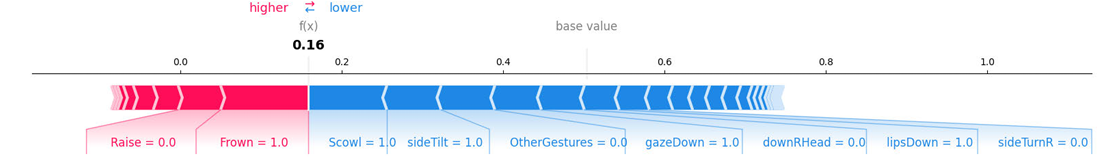 higher ⇄ lower
f(x) base value
0.16
0.0 0.2 0.4 0.6 0.8 1.0
Raise = 0.0 Frown = 1.0 Scowl = 1.0 sideTilt = 1.0 OtherGestures = 0.0 gazeDown = 1.0 downRHead = 0.0 lipsDown = 1.0 sideTurnR = 0.0